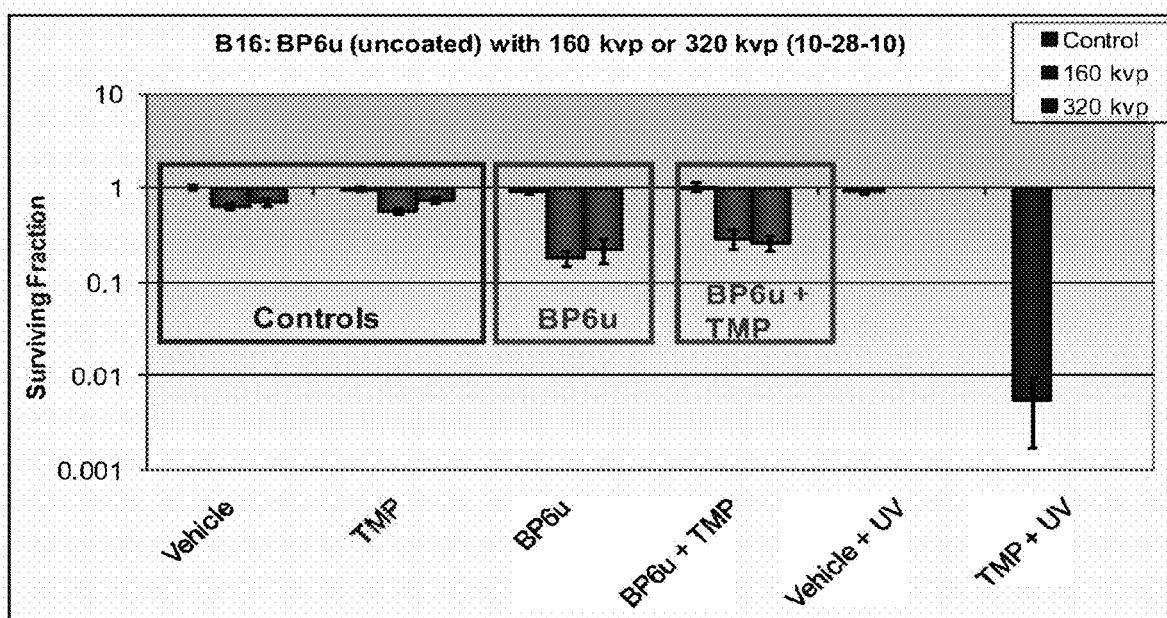 B16: BP6u (uncoated) with 160 kvp or 320 kvp (10-28-10)
Control
160 kvp
320 kvp
Surviving Fraction
10
1
0.1
0.01
0.001
Controls
BP6u
BP6u +
TMP
Vehicle
TMP
BP6u
BP6u + TMP
Vehicle + UV
TMP + UV